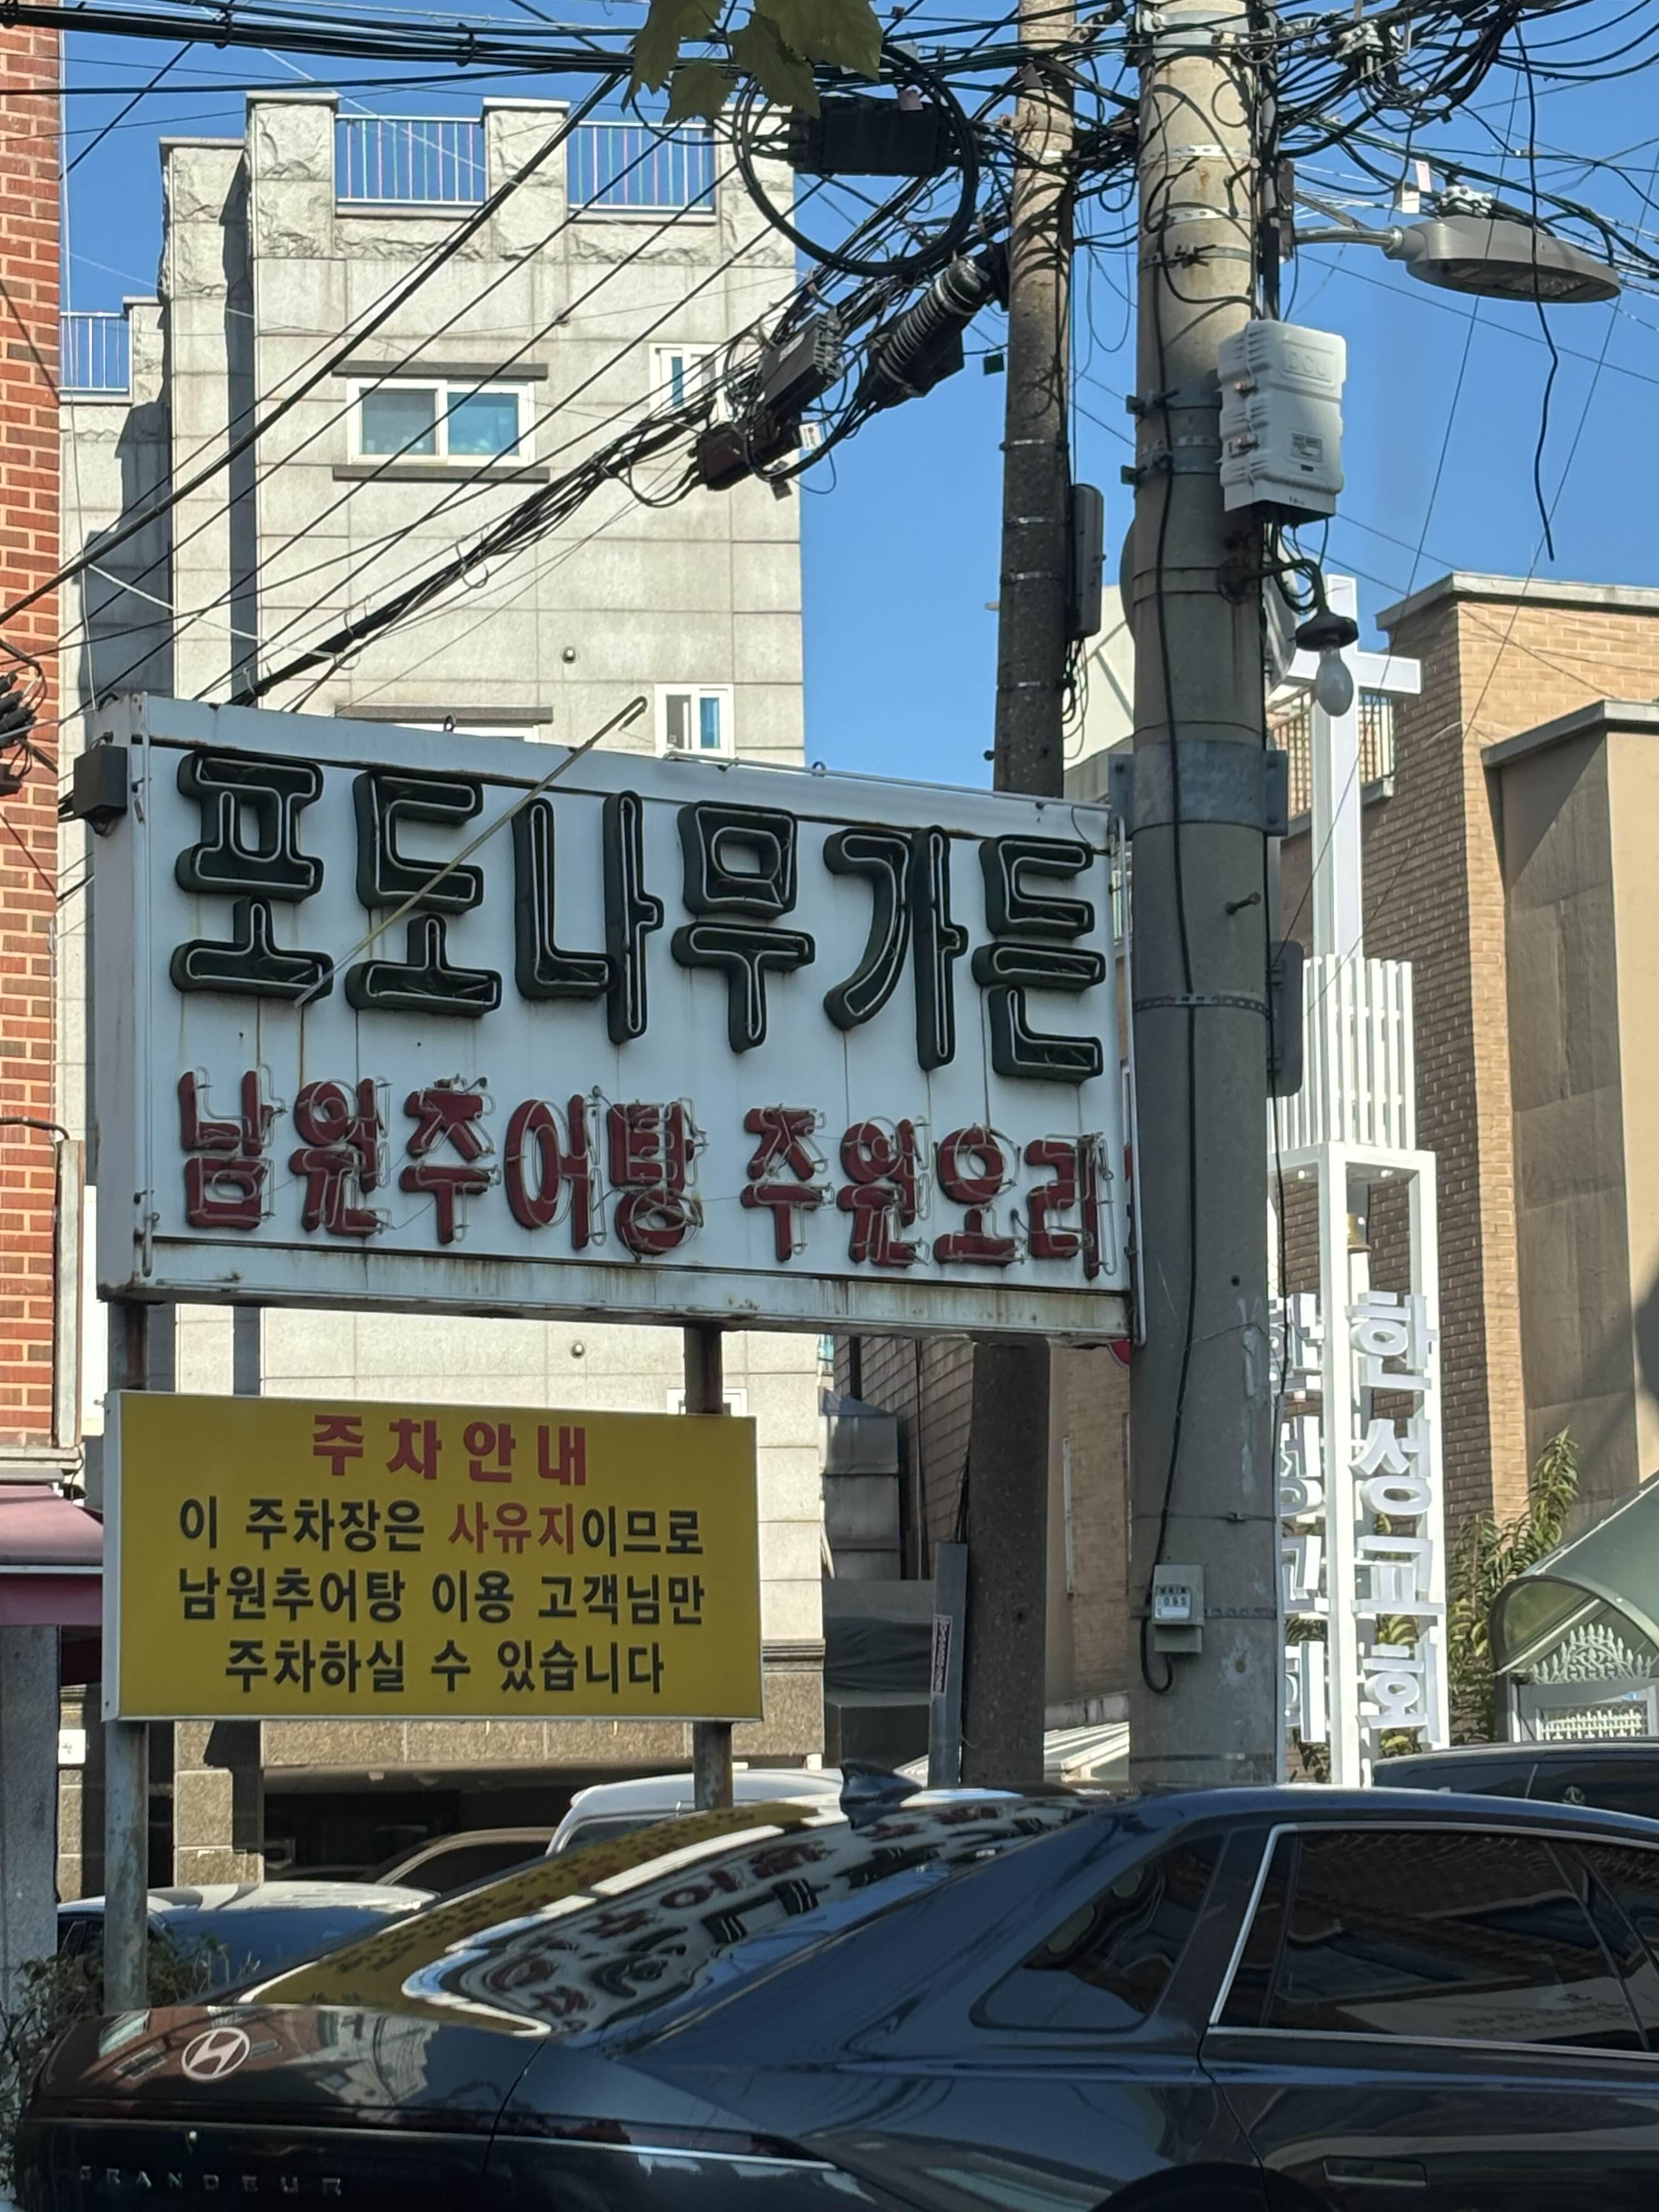 포도나무가든
남원추어탕 주원오리
주차안내
이 주차장은 사유지이므로
남원추어탕 이용 고객님만
주차하실 수 있습니다
한성교회
DCU
GRANDEUR